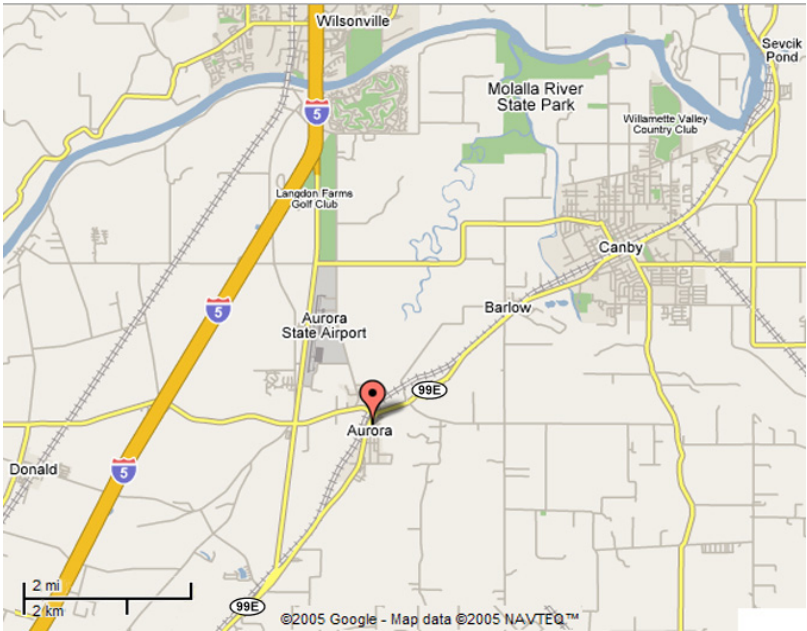 Wilsonville
Sevcik
Pond
5
Molalla River
State Park
Willamette Valley
Country Club
Langdon Farms
Golf Club
Canby
5
Barlow
Aurora
State Airport
99E
Aurora
Donald
5
2 mi
2 km
99E
©2005 Google - Map data ©2005 NAVTEQ™